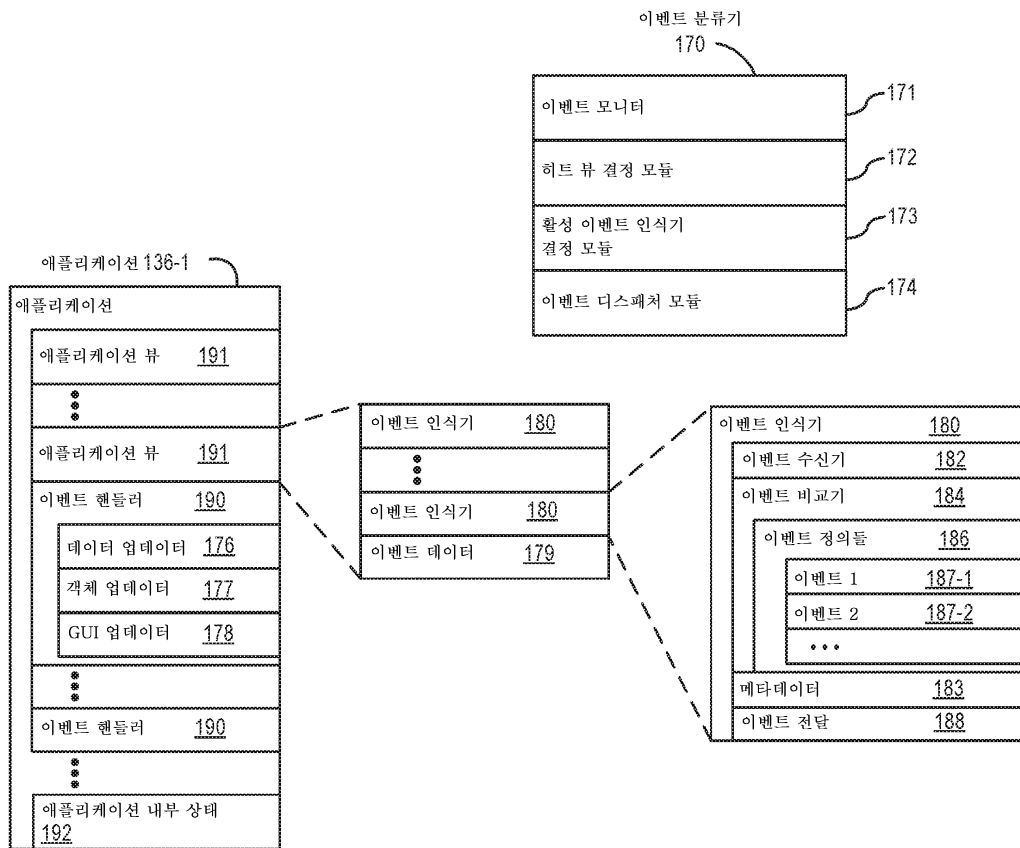 이벤트 분류기
170
이벤트 모니터
171
히트 뷰 결정 모듈
172
활성 이벤트 인식기
결정 모듈
173
이벤트 디스패처 모듈
174
애플리케이션 136-1
애플리케이션
애플리케이션 뷰 191
애플리케이션 뷰 191
이벤트 핸들러 190
데이터 업데이터 176
객체 업데이터 177
GUI 업데이터 178
이벤트 핸들러 190
애플리케이션 내부 상태
192
이벤트 인식기 180
이벤트 인식기 180
이벤트 데이터 179
이벤트 인식기 180
이벤트 수신기 182
이벤트 비교기 184
이벤트 정의들 186
이벤트 1 187-1
이벤트 2 187-2
• • •
메타데이터 183
이벤트 전달 188